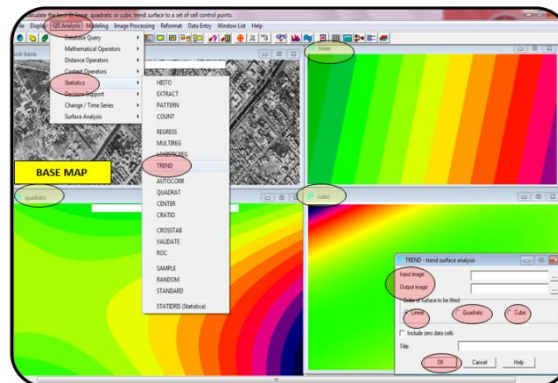 calculate the best-fit linear quadratic or cubic trend surface to a set of cell control points.
File Display GIS Analysis Modeling Image Processing Reformat Data Entry Window List Help
Database Query
Mathematical Operators
Distance Operators
Context Operators
Statistics
Decision Support
Change / Time Series
Surface Analysis
HISTO
EXTRACT
PATTERN
COUNT
REGRESS
MULTIREG
LOGISTICREG
TREND
AUTOCORR
QUADRAT
CENTER
CRATIO
CROSSTAB
VALIDATE
ROC
SAMPLE
RANDOM
STANDARD
STATIDRIS (Statistics)
BASE MAP
linear
quadratic
cubic
TREND - trend surface analysis
Input image:
Output image:
Order of surface to be fitted:
Linear Quadratic Cubic
Include zero data cells
Title:
OK Cancel Help